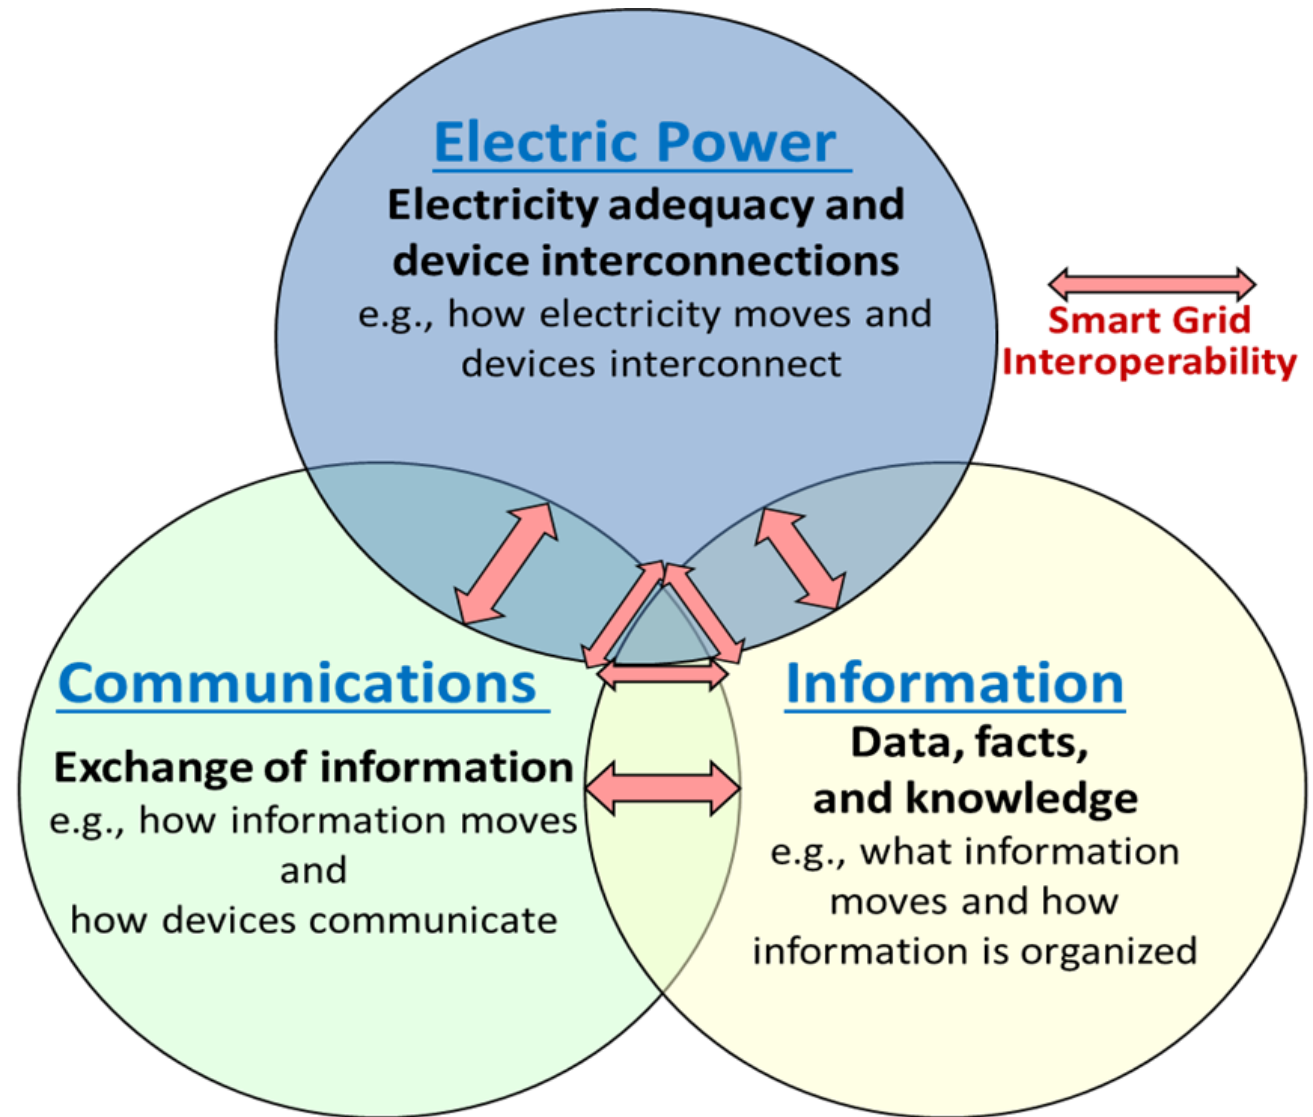 Electric Power
Electricity adequacy and
device interconnections
e.g., how electricity moves and
devices interconnect
Smart Grid
Interoperability
Communications
Exchange of information
e.g., how information moves
and
how devices communicate
Information
Data, facts,
and knowledge
e.g., what information
moves and how
information is organized